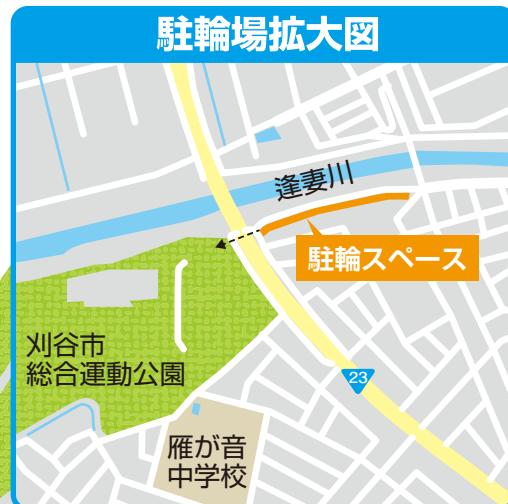 駐輪場拡大図
逢妻川
駐輪スペース
刈谷市
総合運動公園
23
雁が音
中学校